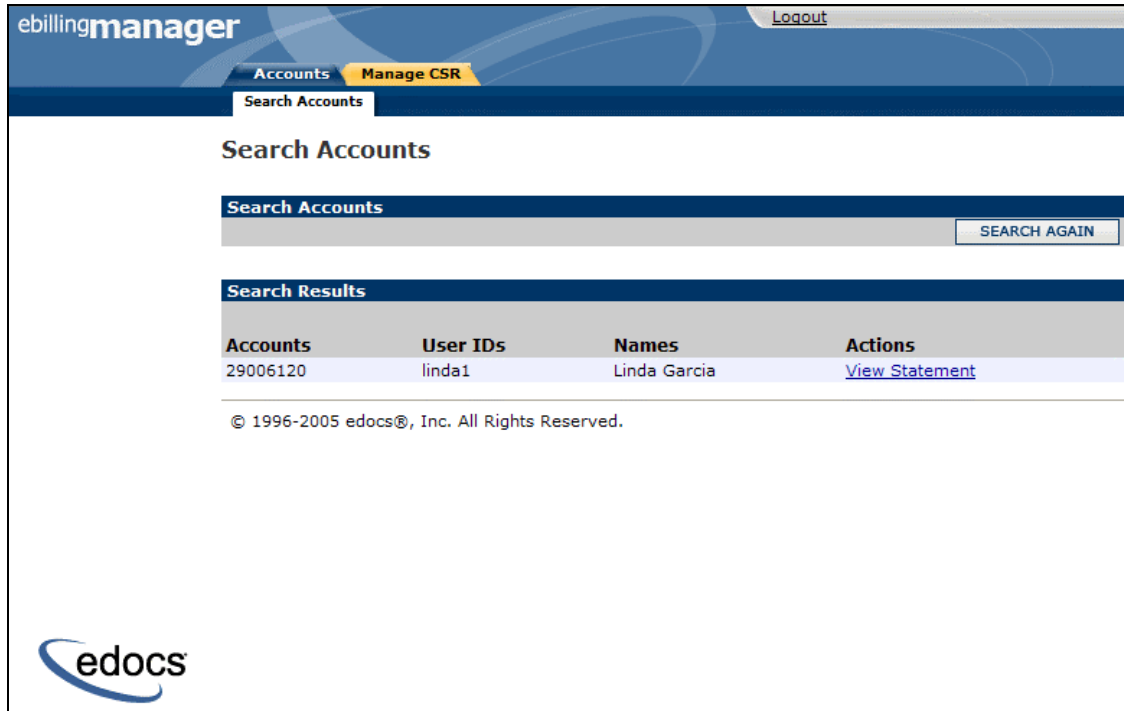 ebillingmanager
Logout
Accounts Manage CSR
Search Accounts
Search Accounts
Search Accounts
SEARCH AGAIN
Search Results
Accounts User IDs Names Actions
29006120 linda1 Linda Garcia View Statement
© 1996-2005 edocs®, Inc. All Rights Reserved.
edocs